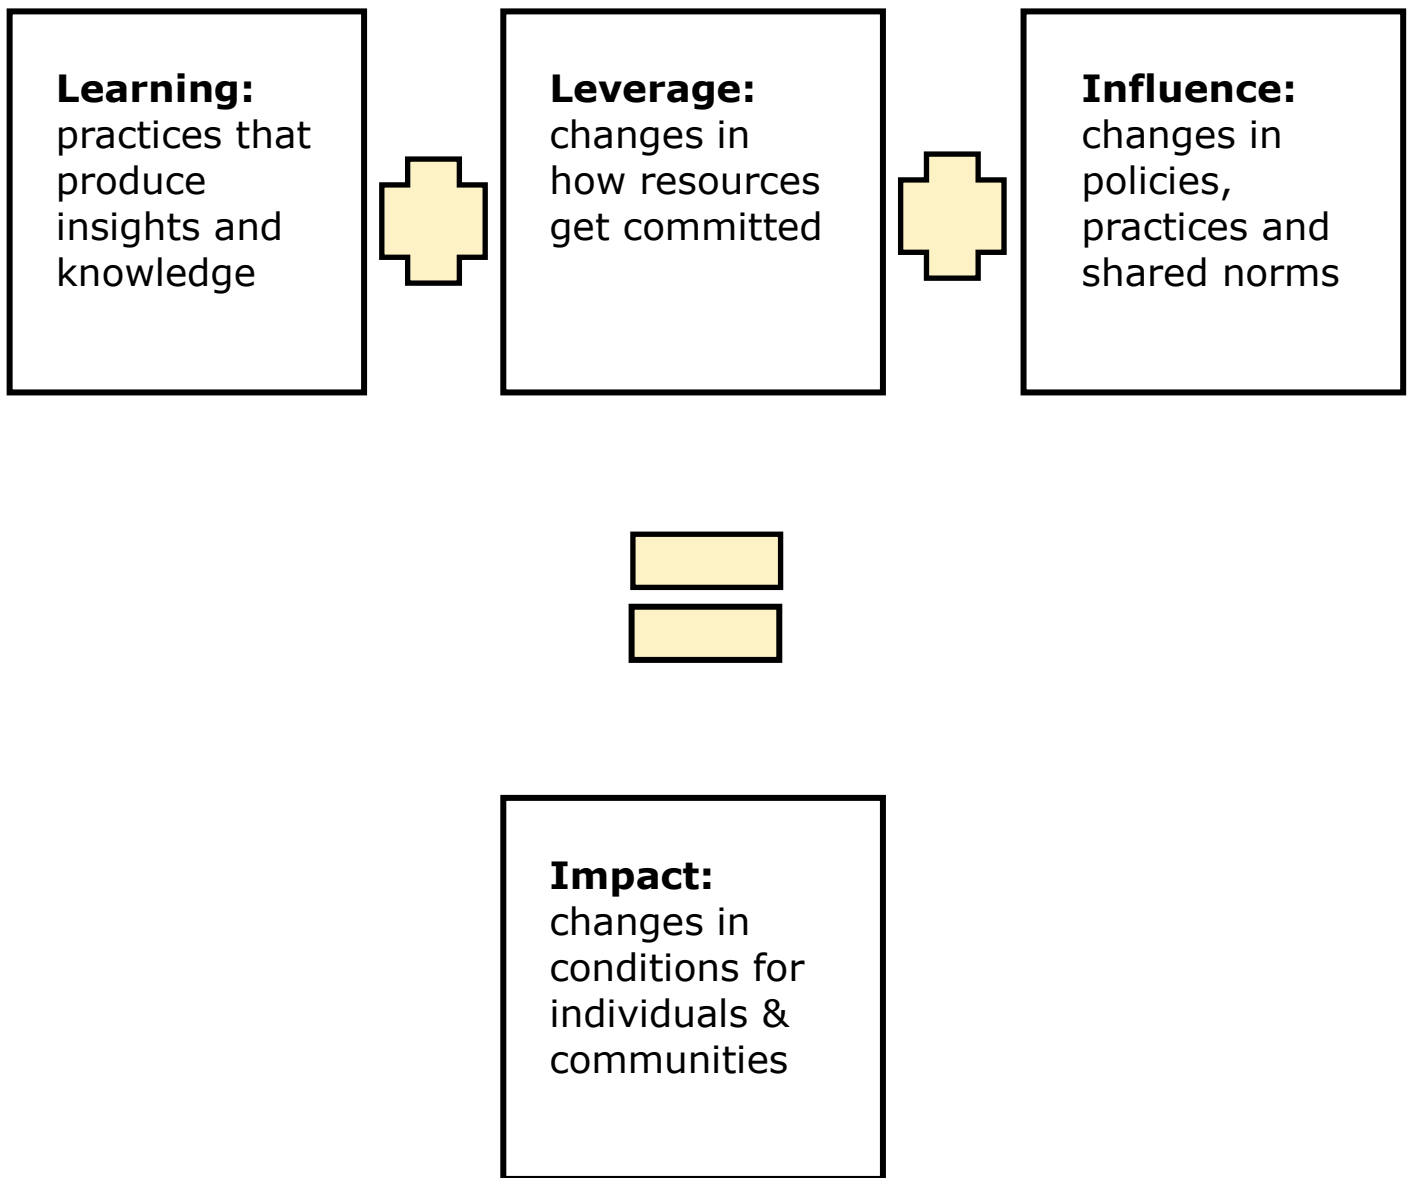 Learning:
practices that
produce
insights and
knowledge
Leverage:
changes in
how resources
get committed
Influence:
changes in
policies,
practices and
shared norms
Impact:
changes in
conditions for
individuals &
communities